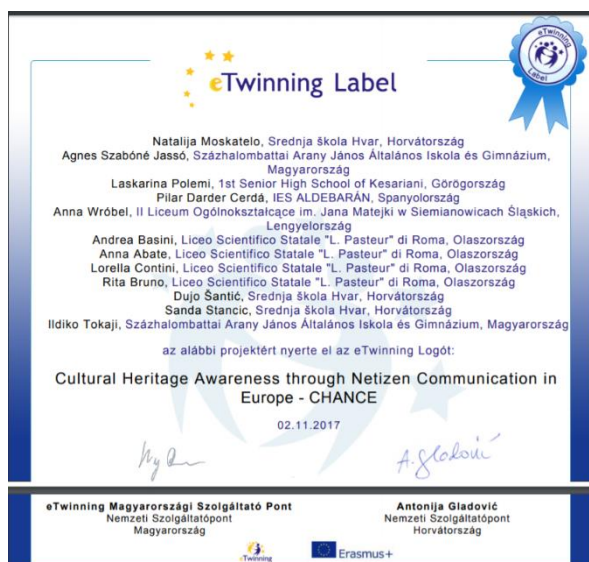 eTwinning Label
eTwinning
Label
Natalija Moskatelo, Srednja škola Hvar, Horvátország
Agnes Szabóné Jassó, Százhalombattai Arany János Általános Iskola és Gimnázium,
Magyarország
Laskarina Polemi, 1st Senior High School of Kesariani, Görögország
Pilar Darder Cerdá, IES ALDEBARÁN, Spanyolország
Anna Wróbel, II Liceum Ogólnokształcące im. Jana Matejki w Siemianowicach Śląskich,
Lengyelország
Andrea Basini, Liceo Scientifico Statale "L. Pasteur" di Roma, Olaszország
Anna Abate, Liceo Scientifico Statale "L. Pasteur" di Roma, Olaszország
Lorella Contini, Liceo Scientifico Statale "L. Pasteur" di Roma, Olaszország
Rita Bruno, Liceo Scientifico Statale "L. Pasteur" di Roma, Olaszország
Dujo Šantić, Srednja škola Hvar, Horvátország
Sanda Stancic, Srednja škola Hvar, Horvátország
Ildiko Tokaji, Százhalombattai Arany János Általános Iskola és Gimnázium, Magyarország
az alábbi projektért nyerte el az eTwinning Logót:
Cultural Heritage Awareness through Netizen Communication in
Europe - CHANCE
02.11.2017
A. Gladović
eTwinning Magyarországi Szolgáltató Pont
Nemzeti Szolgáltatópont
Magyarország
Antonija Gladović
Nemzeti Szolgáltatópont
Horvátország
eTwinning
Erasmus+